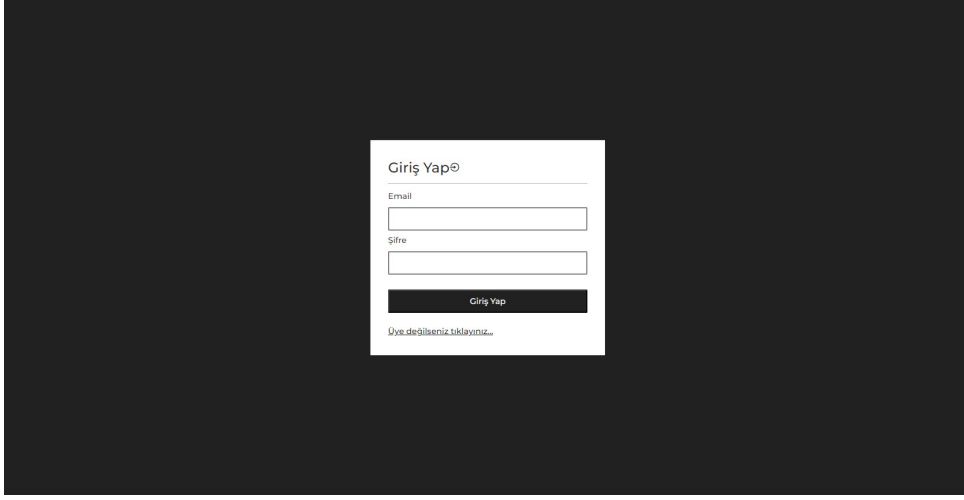 Giriş Yap
Email
Şifre
Giriş Yap
Üye değilseniz tıklayınız...